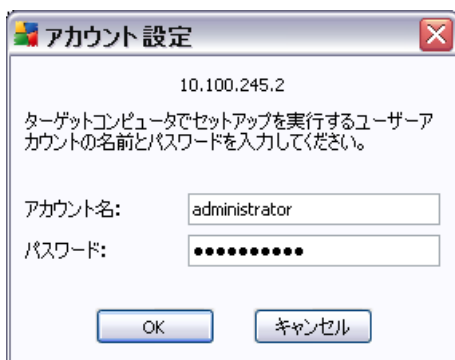 アカウント設定
10.100.245.2
ターゲットコンピュータでセットアップを実行するユーザーア
カウントの名前とパスワードを入力してください。
アカウント名:
administrator
パスワード:
●●●●●●●●●●
OK
キャンセル